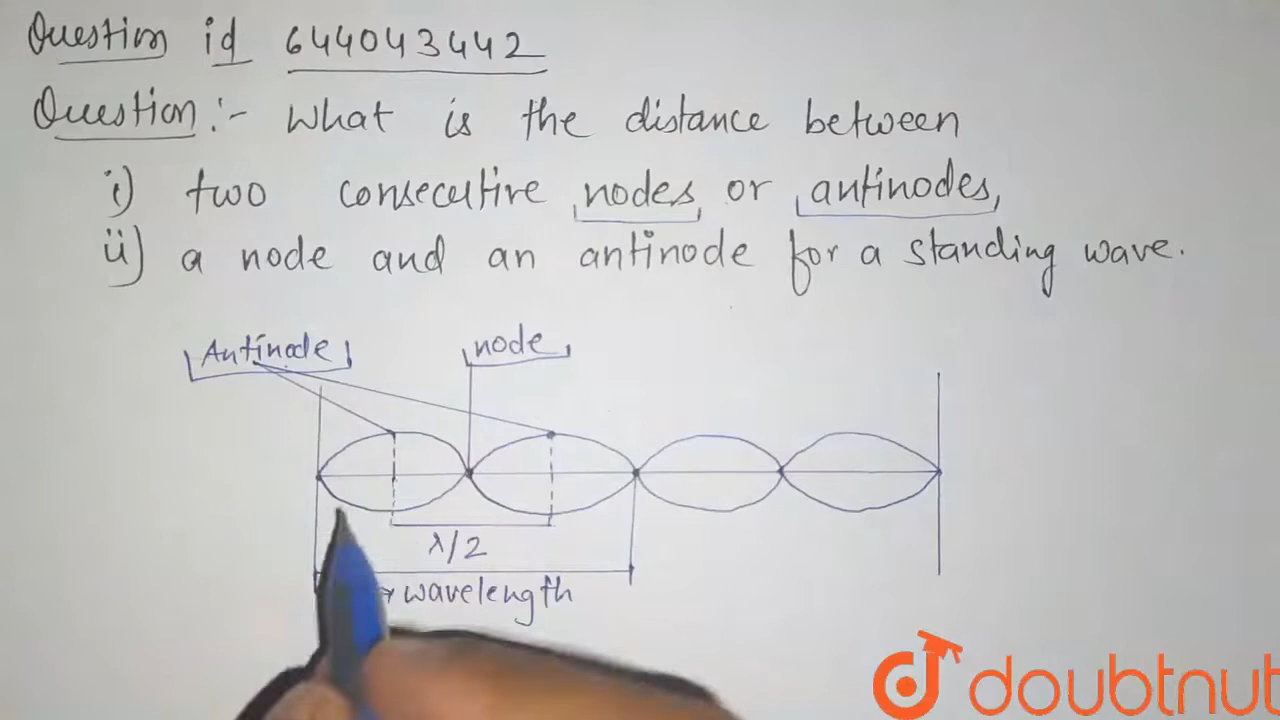 Question id 644043442
Question :- What is the distance between
i) two consecutive nodes or antinodes,
ii) a node and an antinode for a standing wave.
Antinode node
λ/2
→ wavelength
doubtnut